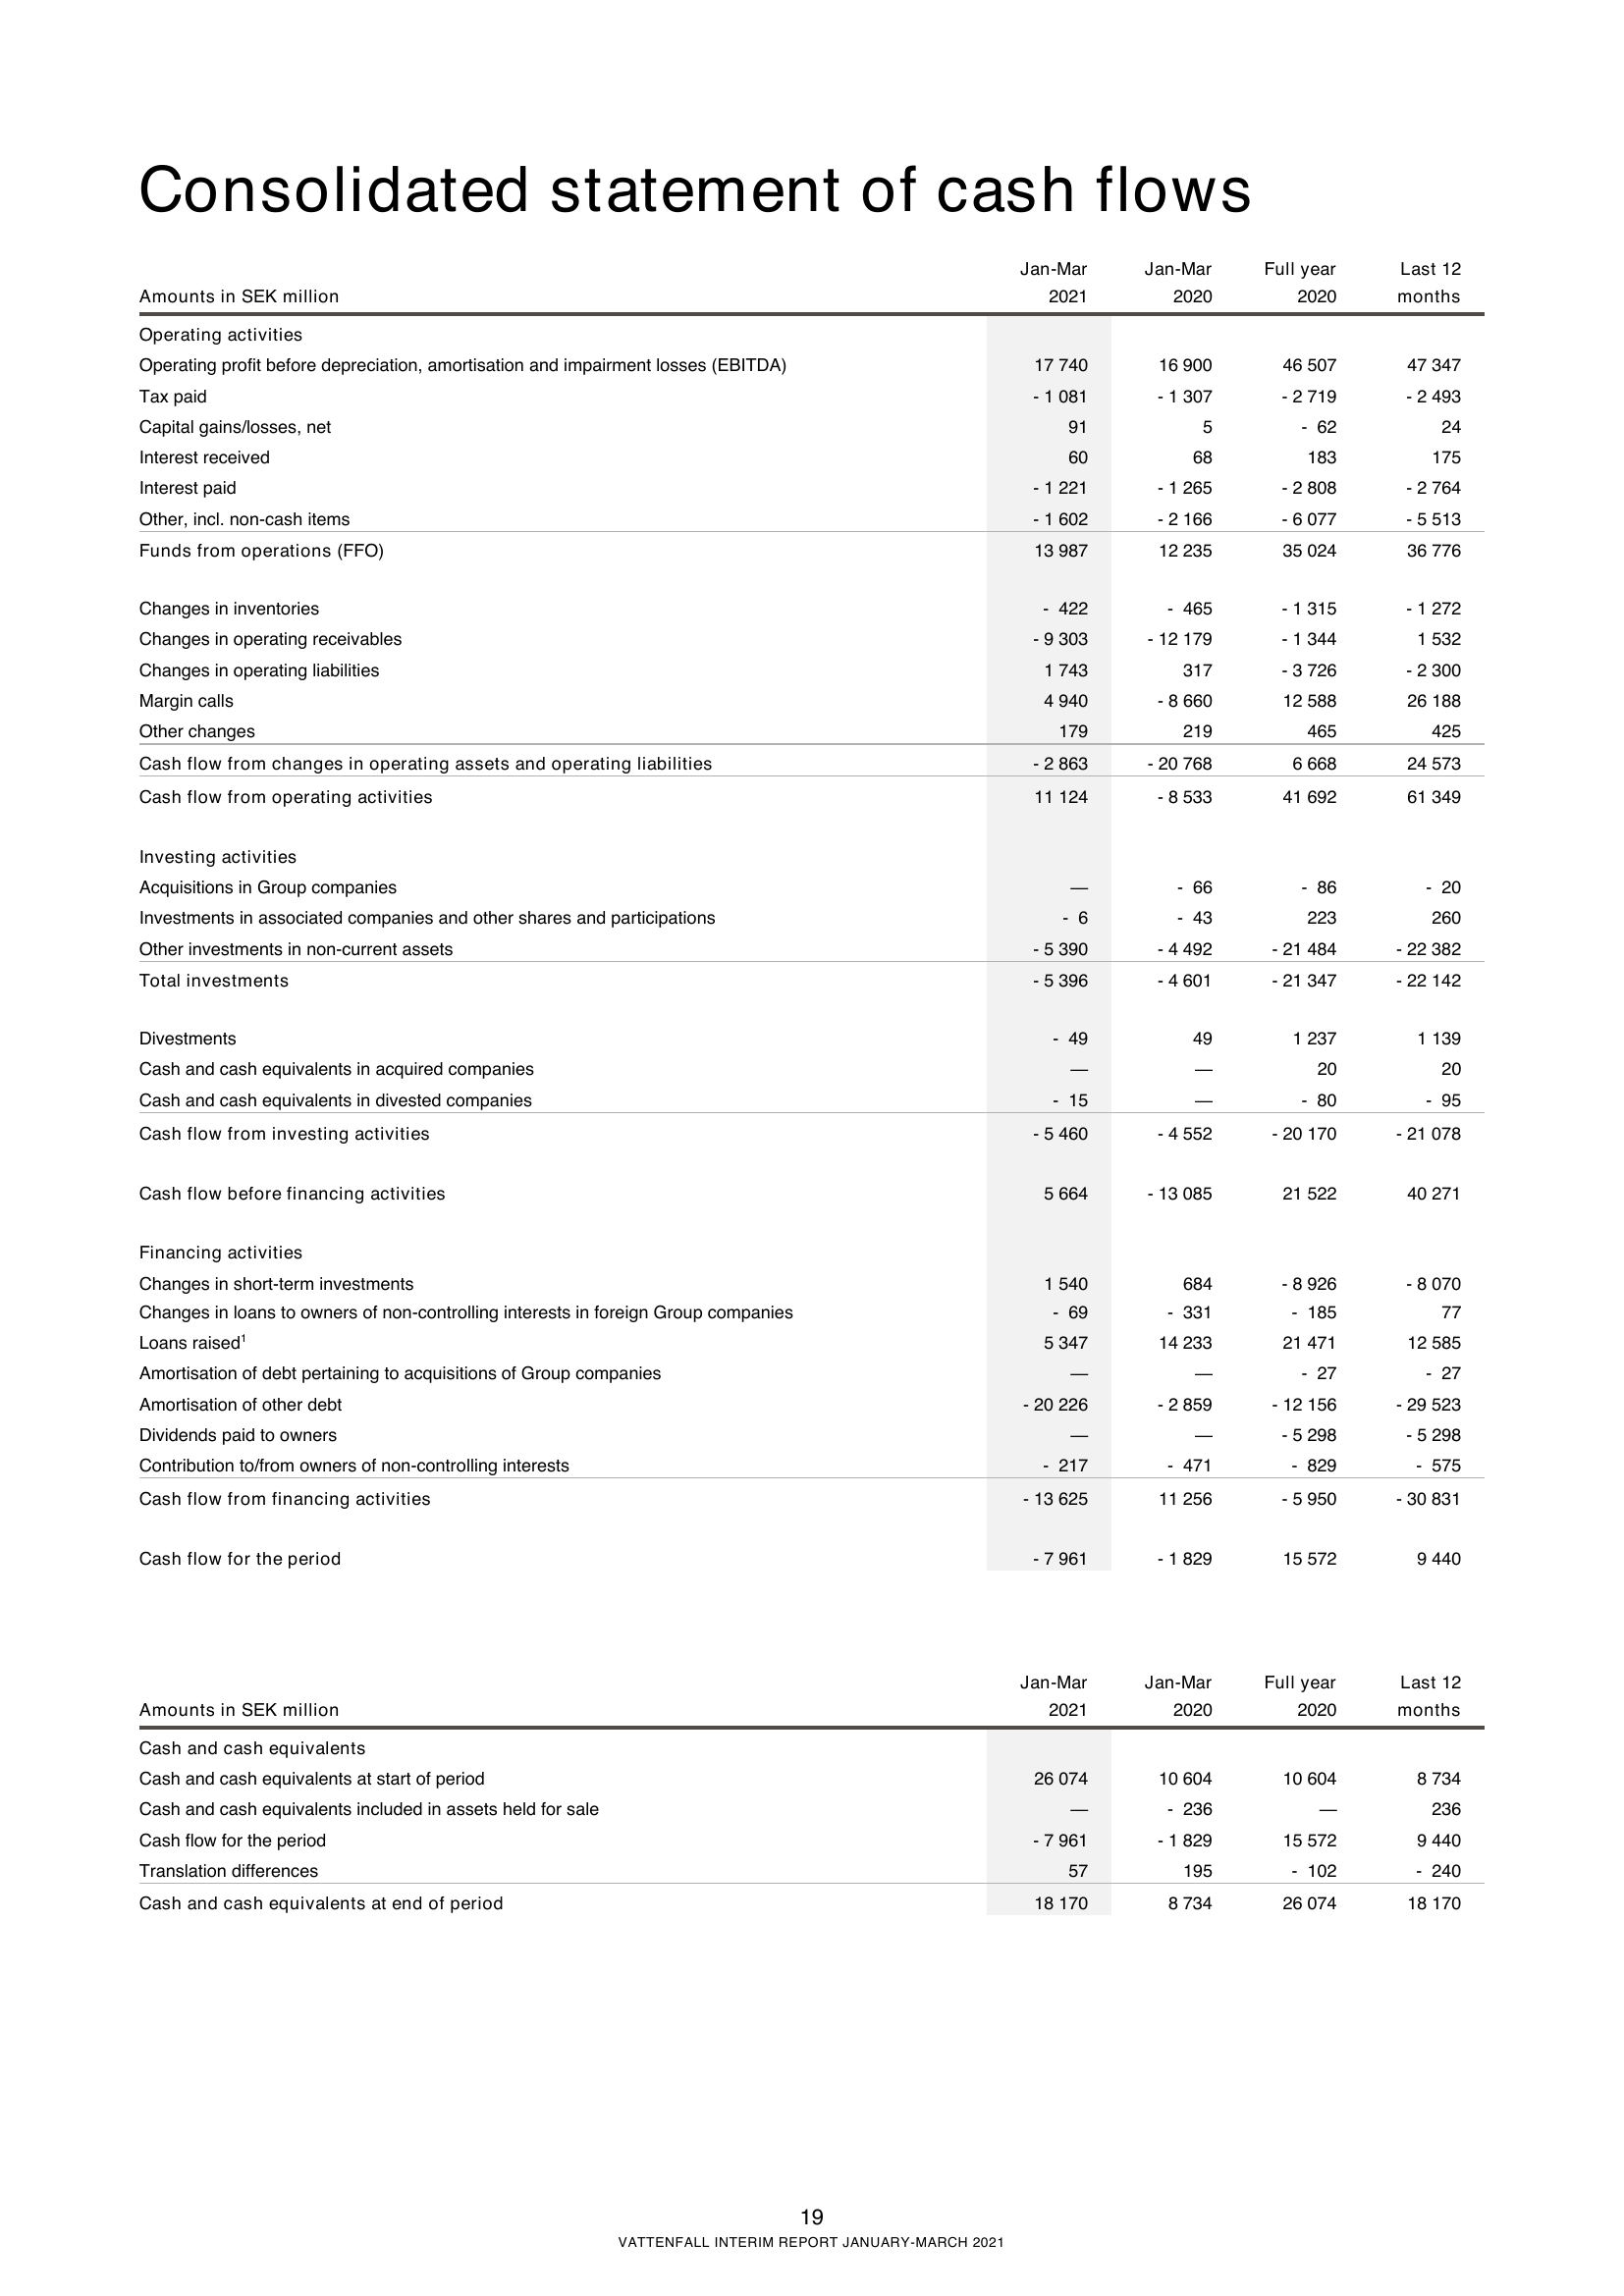 Consolidated statement of cash flows
Jan-Mar Jan-Mar Full year Last 12
Amounts in SEK million 2021 2020 2020 months
Operating activities
Operating profit before depreciation, amortisation and impairment losses (EBITDA) 17 740 16 900 46 507 47 347
Tax paid - 1 081 - 1 307 - 2 719 - 2 493
Capital gains/losses, net 91 5 - 62 24
Interest received 60 68 183 175
Interest paid - 1 221 - 1 265 - 2 808 - 2 764
Other, incl. non-cash items - 1 602 - 2 166 - 6 077 - 5 513
Funds from operations (FFO) 13 987 12 235 35 024 36 776
Changes in inventories - 422 - 465 - 1 315 - 1 272
Changes in operating receivables - 9 303 - 12 179 - 1 344 1 532
Changes in operating liabilities 1 743 317 - 3 726 - 2 300
Margin calls 4 940 - 8 660 12 588 26 188
Other changes 179 219 465 425
Cash flow from changes in operating assets and operating liabilities - 2 863 - 20 768 6 668 24 573
Cash flow from operating activities 11 124 - 8 533 41 692 61 349
Investing activities
Acquisitions in Group companies — - 66 - 86 - 20
Investments in associated companies and other shares and participations - 6 - 43 223 260
Other investments in non-current assets - 5 390 - 4 492 - 21 484 - 22 382
Total investments - 5 396 - 4 601 - 21 347 - 22 142
Divestments - 49 49 1 237 1 139
Cash and cash equivalents in acquired companies — — 20 20
Cash and cash equivalents in divested companies - 15 — - 80 - 95
Cash flow from investing activities - 5 460 - 4 552 - 20 170 - 21 078
Cash flow before financing activities 5 664 - 13 085 21 522 40 271
Financing activities
Changes in short-term investments 1 540 684 - 8 926 - 8 070
Changes in loans to owners of non-controlling interests in foreign Group companies - 69 - 331 - 185 77
Loans raised¹ 5 347 14 233 21 471 12 585
Amortisation of debt pertaining to acquisitions of Group companies — — - 27 - 27
Amortisation of other debt - 20 226 - 2 859 - 12 156 - 29 523
Dividends paid to owners — — - 5 298 - 5 298
Contribution to/from owners of non-controlling interests - 217 - 471 - 829 - 575
Cash flow from financing activities - 13 625 11 256 - 5 950 - 30 831
Cash flow for the period - 7 961 - 1 829 15 572 9 440
Jan-Mar Jan-Mar Full year Last 12
Amounts in SEK million 2021 2020 2020 months
Cash and cash equivalents
Cash and cash equivalents at start of period 26 074 10 604 10 604 8 734
Cash and cash equivalents included in assets held for sale — - 236 — 236
Cash flow for the period - 7 961 - 1 829 15 572 9 440
Translation differences 57 195 - 102 - 240
Cash and cash equivalents at end of period 18 170 8 734 26 074 18 170
19
VATTENFALL INTERIM REPORT JANUARY-MARCH 2021